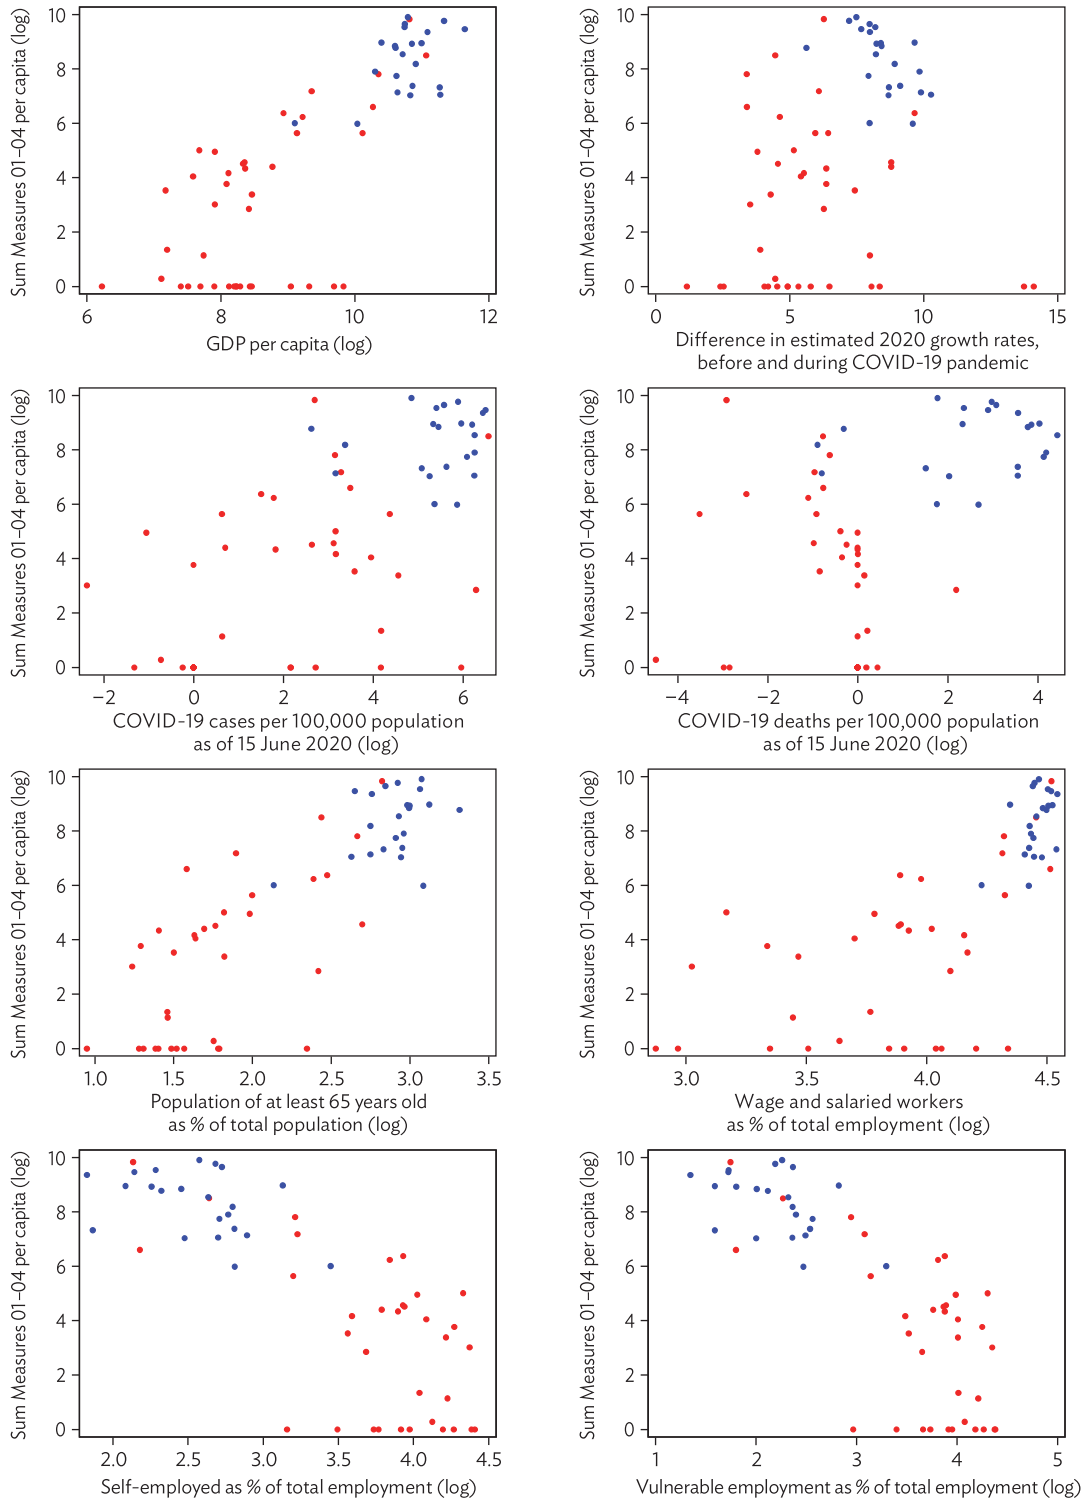 Sum Measures 01–04 per capita (log)
10
8
6
4
2
0
6 8 10 12
GDP per capita (log)
Sum Measures 01–04 per capita (log)
10
8
6
4
2
0
0 5 10 15
Difference in estimated 2020 growth rates,
before and during COVID-19 pandemic
Sum Measures 01–04 per capita (log)
10
8
6
4
2
0
−2 0 2 4 6
COVID-19 cases per 100,000 population
as of 15 June 2020 (log)
Sum Measures 01–04 per capita (log)
10
8
6
4
2
0
−4 −2 0 2 4
COVID-19 deaths per 100,000 population
as of 15 June 2020 (log)
Sum Measures 01–04 per capita (log)
10
8
6
4
2
0
1.0 1.5 2.0 2.5 3.0 3.5
Population of at least 65 years old
as % of total population (log)
Sum Measures 01–04 per capita (log)
10
8
6
4
2
0
3.0 3.5 4.0 4.5
Wage and salaried workers
as % of total employment (log)
Sum Measures 01–04 per capita (log)
10
8
6
4
2
0
2.0 2.5 3.0 3.5 4.0 4.5
Self-employed as % of total employment (log)
Sum Measures 01–04 per capita (log)
10
8
6
4
2
0
1 2 3 4 5
Vulnerable employment as % of total employment (log)